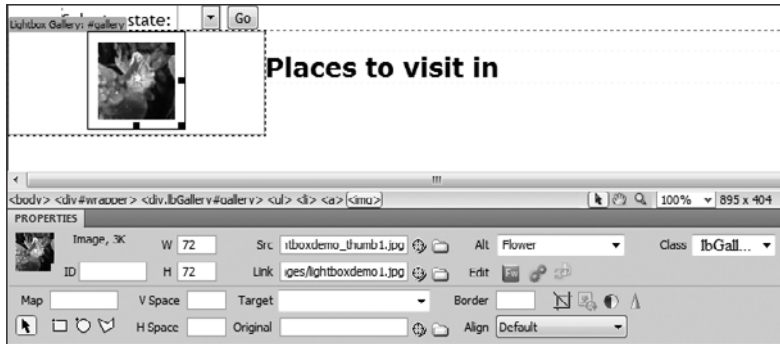 state: Go
Lightbox Gallery: #gallery
Places to visit in
<body> <div#wrapper> <div.lbGallery#gallery> <ul> <li> <a> <img> 100% 895 x 404
PROPERTIES
Image, 3K W 72 Src itboxdemo_thumb1.jpg Alt Flower Class lbGall...
ID H 72 Link iges/lightboxdemo1.jpg Edit
Map V Space Target Border
H Space Original Align Default